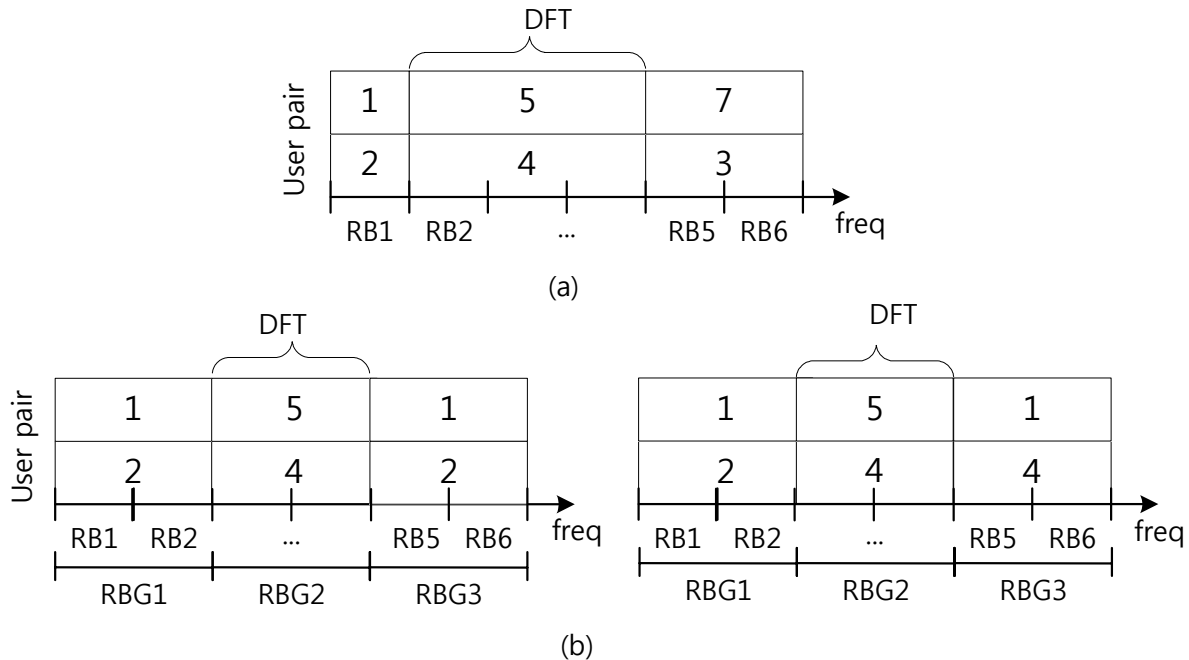 DFT
User pair
1 5 7
2 4 3
RB1 RB2 ... RB5 RB6 freq
(a)
DFT
User pair
1 5 1
2 4 2
RB1 RB2 ... RB5 RB6 freq
RBG1 RBG2 RBG3
DFT
1 5 1
2 4 4
RB1 RB2 ... RB5 RB6 freq
RBG1 RBG2 RBG3
(b)